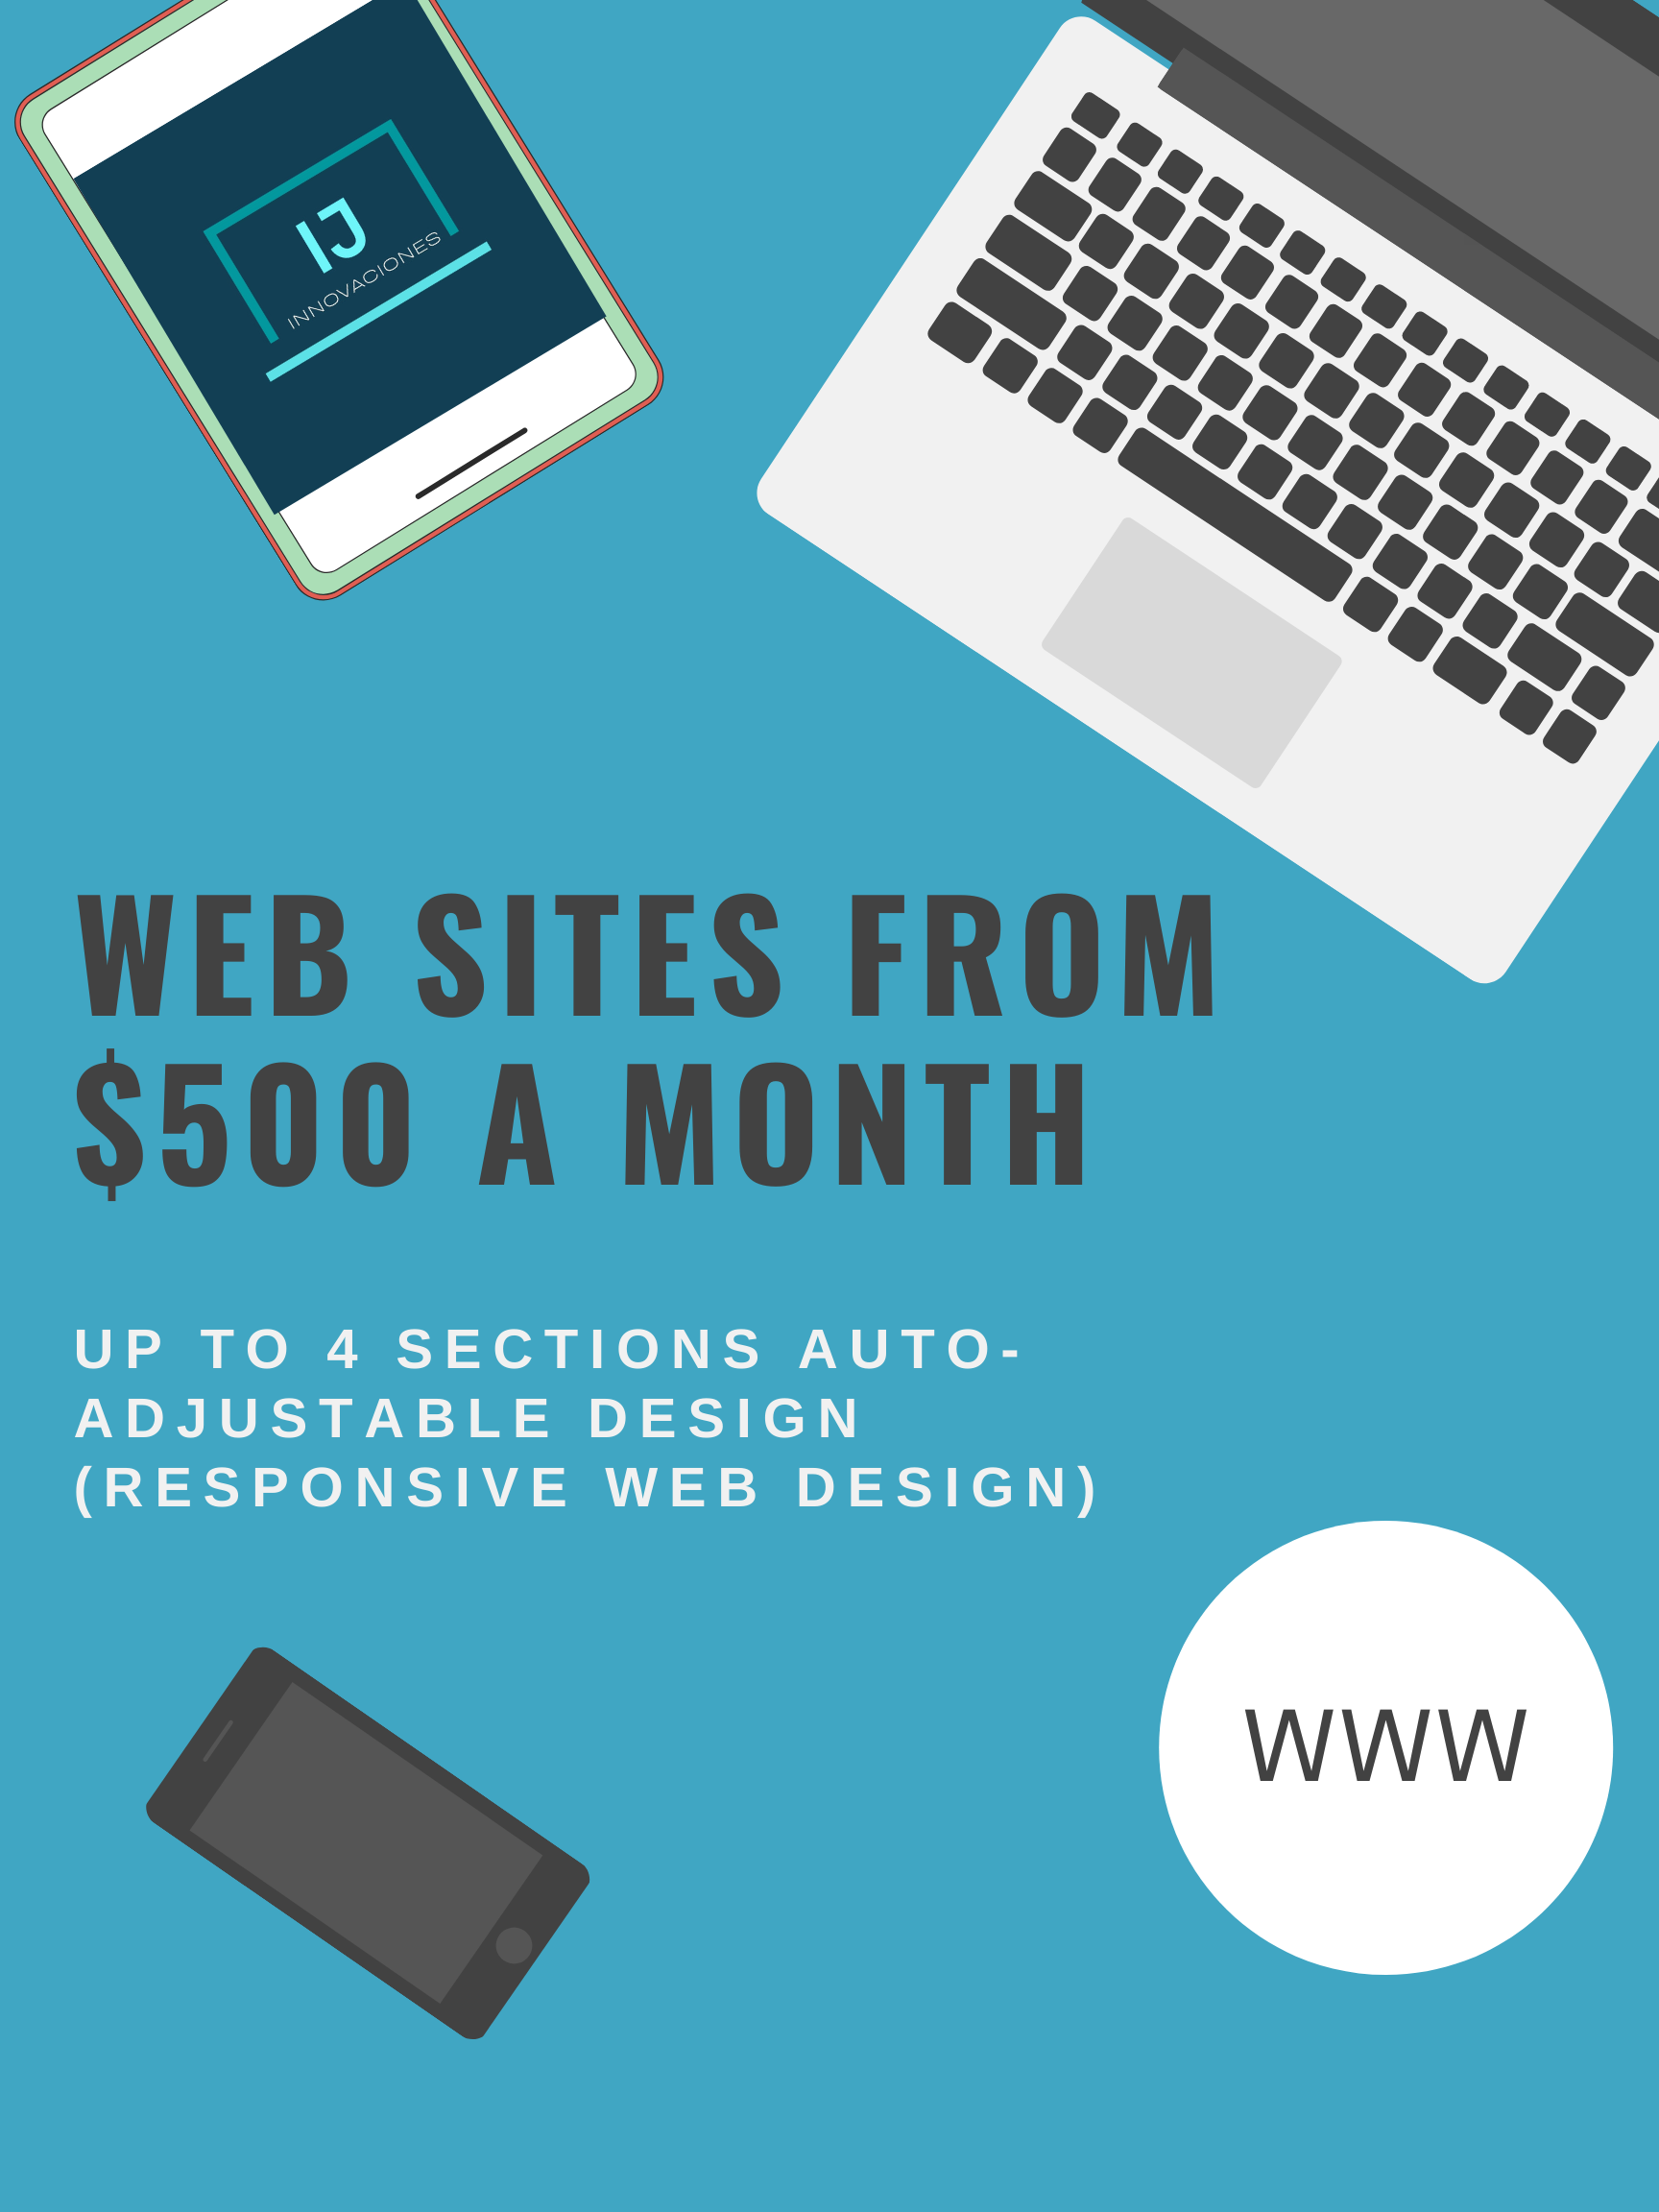 IJ
INNOVACIONES
WEB SITES FROM
$500 A MONTH
UP TO 4 SECTIONS AUTO-
ADJUSTABLE DESIGN
(RESPONSIVE WEB DESIGN)
WWW